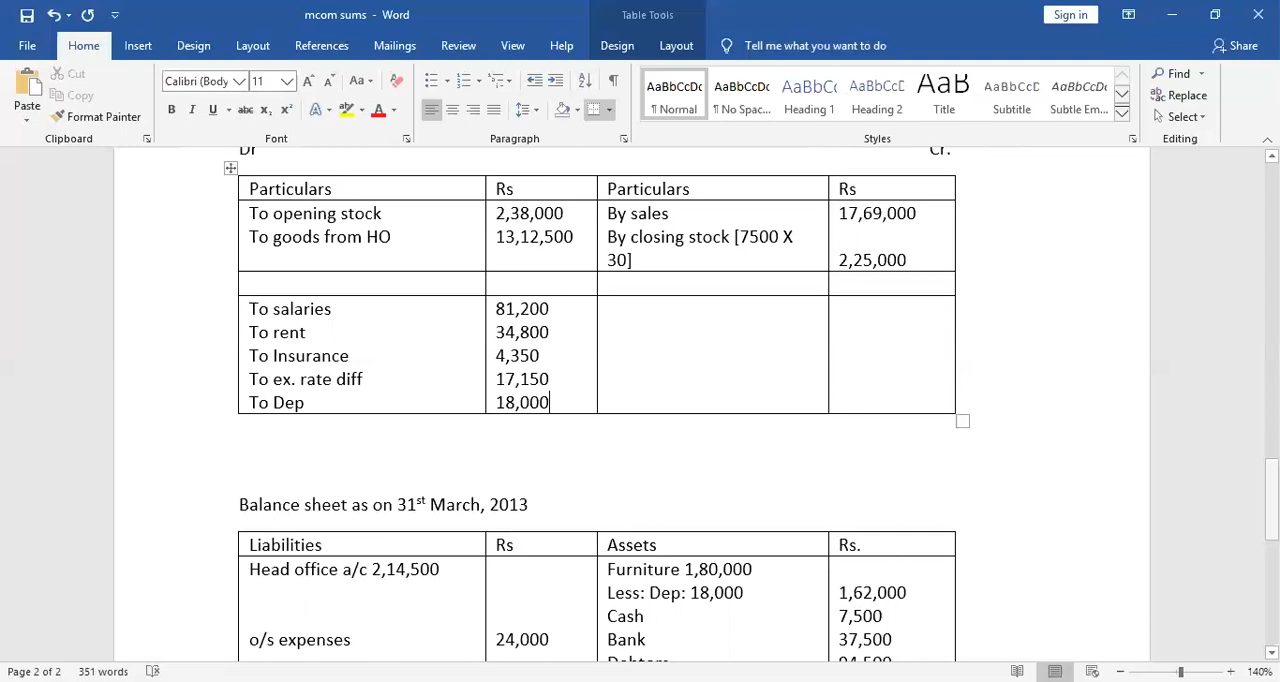 mcom sums - Word
Table Tools
Sign in
File Home Insert Design Layout References Mailings Review View Help Design Layout Tell me what you want to do Share
Paste
Cut
Copy
Format Painter
Clipboard
Calibri (Body 11
Font
Paragraph
AaBbCcDc
¶ Normal
AaBbCcDc
¶ No Spac...
AaBbCc
Heading 1
AaBbCcD
Heading 2
AaB
Title
AaBbCcD
Subtitle
AaBbCcDc
Subtle Em...
Styles
Find
Replace
Select
Editing
Dr Cr.
Particulars Rs Particulars Rs
To opening stock 2,38,000 By sales 17,69,000
To goods from HO 13,12,500 By closing stock [7500 X
30] 2,25,000
To salaries 81,200
To rent 34,800
To Insurance 4,350
To ex. rate diff 17,150
To Dep 18,000
Balance sheet as on 31st March, 2013
Liabilities Rs Assets Rs.
Head office a/c 2,14,500 Furniture 1,80,000
Less: Dep: 18,000 1,62,000
Cash 7,500
o/s expenses 24,000 Bank 37,500
Page 2 of 2 351 words 140%